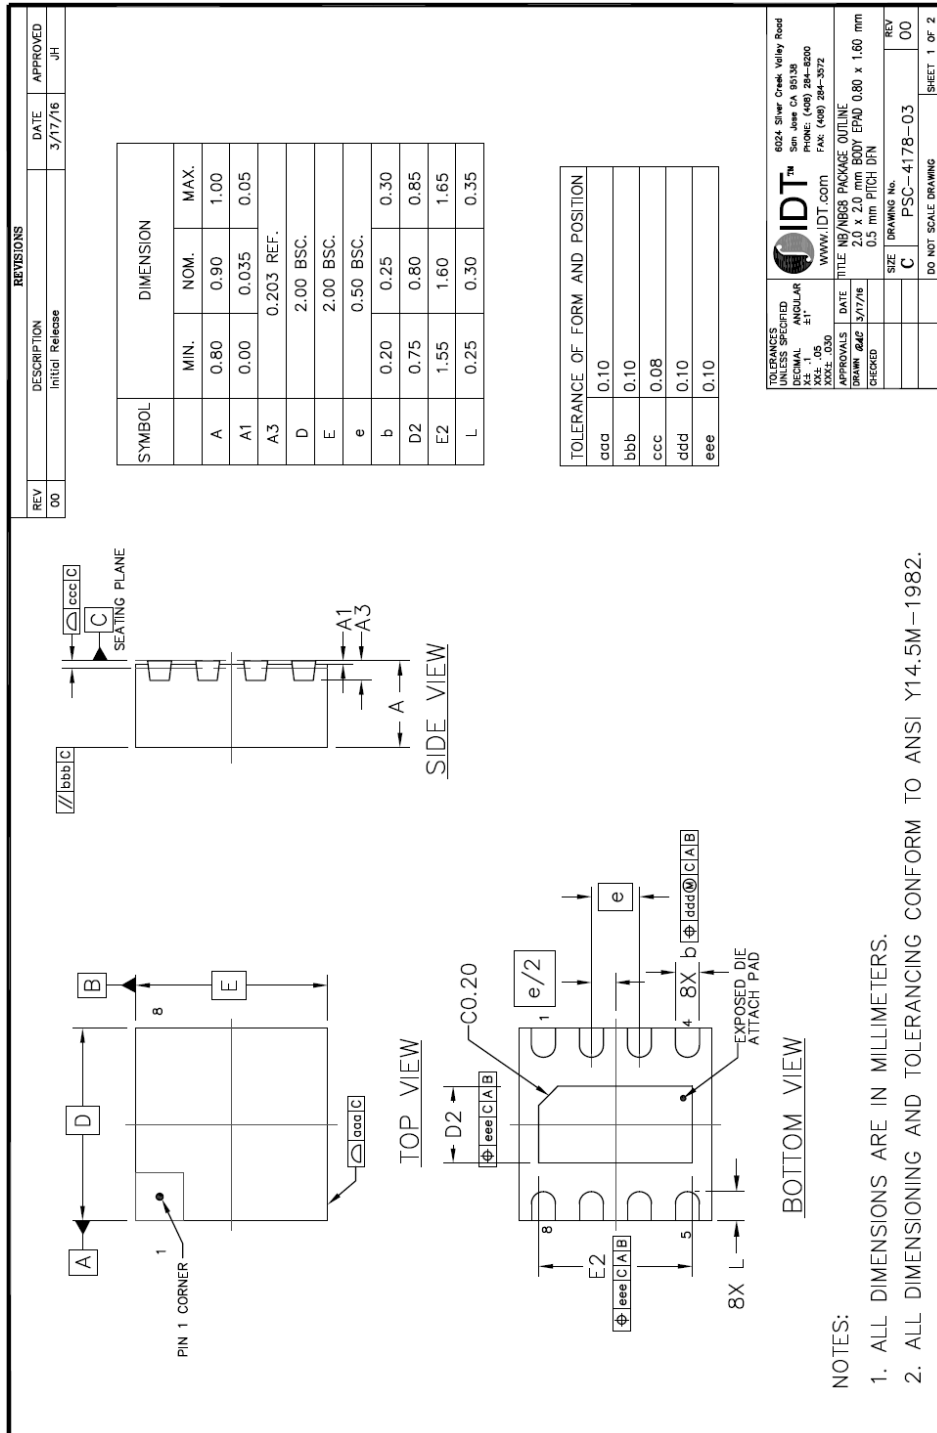 REVISIONS
REV DESCRIPTION DATE APPROVED
00 Initial Release 3/17/16 JH
A
D
B
PIN 1 CORNER
1
8
E
⌓ aaa C
TOP VIEW
// bbb C
⌓ ccc C
C
SEATING PLANE
A1
A3
A
SIDE VIEW
SYMBOL DIMENSION
MIN. NOM. MAX.
A 0.80 0.90 1.00
A1 0.00 0.035 0.05
A3 0.203 REF.
D 2.00 BSC.
E 2.00 BSC.
e 0.50 BSC.
b 0.20 0.25 0.30
D2 0.75 0.80 0.85
E2 1.55 1.60 1.65
L 0.25 0.30 0.35
⌖ eee C A B
D2
C0.20
8
1
e/2
e
E2
⌖ eee C A B
5
4
8X b
⌖ ddd Ⓜ C A B
8X L
EXPOSED DIE
ATTACH PAD
BOTTOM VIEW
TOLERANCE OF FORM AND POSITION
aaa 0.10
bbb 0.10
ccc 0.08
ddd 0.10
eee 0.10
NOTES:
1. ALL DIMENSIONS ARE IN MILLIMETERS.
2. ALL DIMENSIONING AND TOLERANCING CONFORM TO ANSI Y14.5M-1982.
TOLERANCES
UNLESS SPECIFIED
DECIMAL ANGULAR
X± .1 ±1°
XX± .05
XXX± .030
IDT™
www.IDT.com
6024 Silver Creek Valley Road
San Jose CA 95138
PHONE: (408) 284-8200
FAX: (408) 284-3572
APPROVALS DATE
DRAWN RAC 3/17/16
CHECKED
TITLE NB/NBG8 PACKAGE OUTLINE
2.0 x 2.0 mm BODY EPAD 0.80 x 1.60 mm
0.5 mm PITCH DFN
SIZE DRAWING No. REV
C PSC-4178-03 00
DO NOT SCALE DRAWING SHEET 1 OF 2